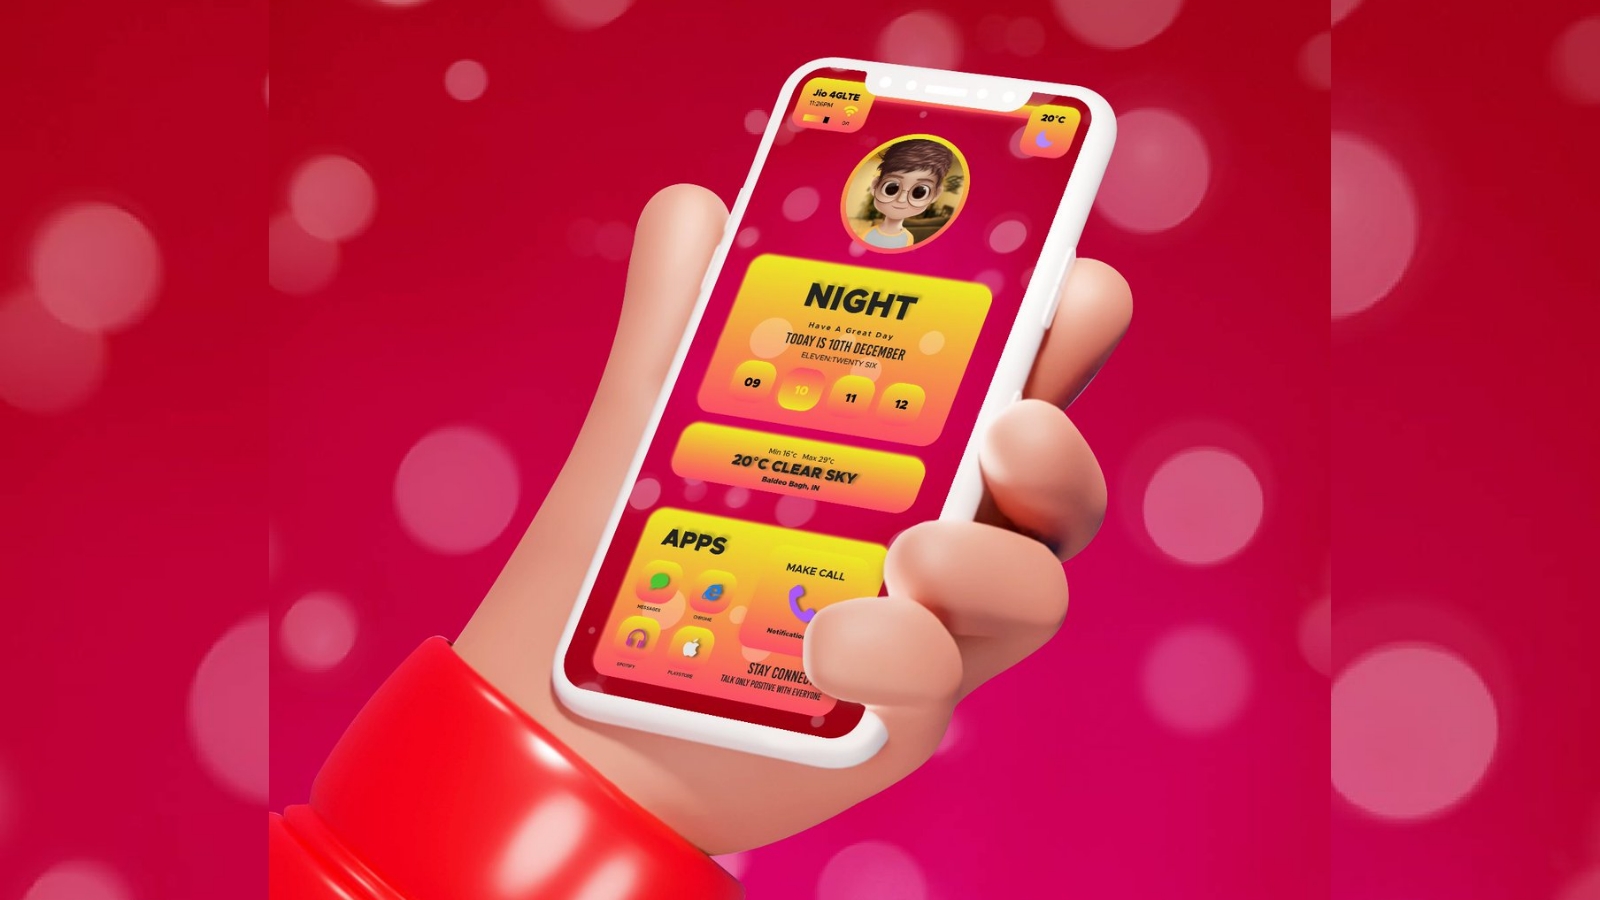 Jio 4GLTE
11:26PM
20°C
NIGHT
Have A Great Day
TODAY IS 10TH DECEMBER
ELEVEN:TWENTY SIX
09 10 11 12
Min 16°c Max 29°c
20°C CLEAR SKY
Baldeo Bagh, IN
APPS
MAKE CALL
MESSAGES
CHROME
Notification
SPOTIFY
PLAYSTORE
STAY CONNEC
TALK ONLY POSITIVE WITH EVERYONE